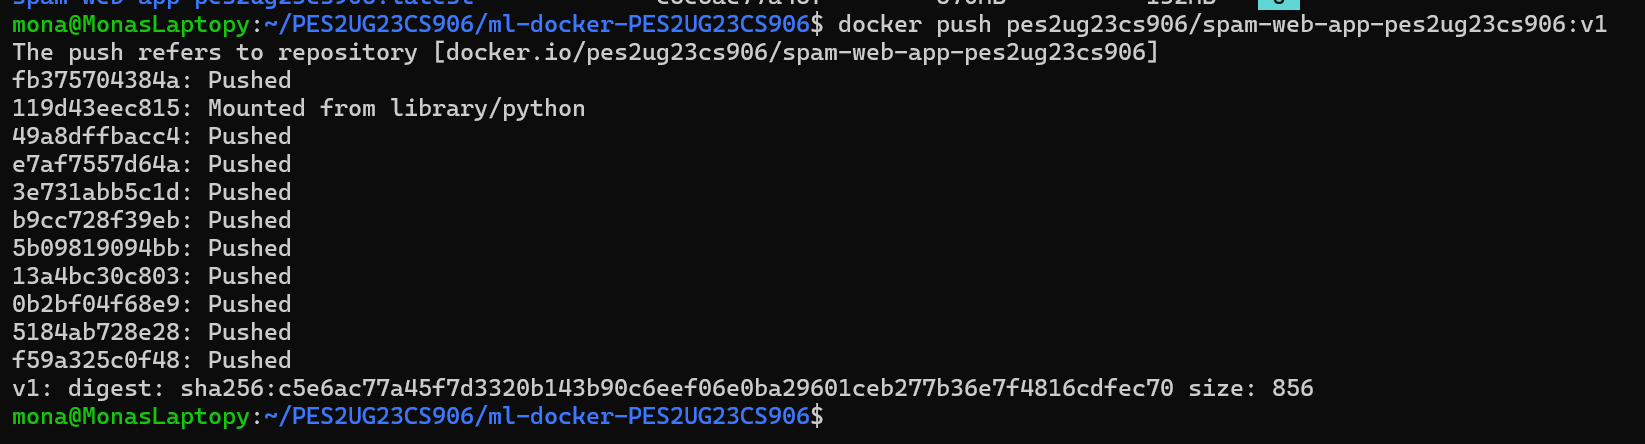 mona@MonasLaptopy:~/PES2UG23CS906/ml-docker-PES2UG23CS906$ docker push pes2ug23cs906/spam-web-app-pes2ug23cs906:v1
The push refers to repository [docker.io/pes2ug23cs906/spam-web-app-pes2ug23cs906]
fb375704384a: Pushed
119d43eec815: Mounted from library/python
49a8dffbacc4: Pushed
e7af7557d64a: Pushed
3e731abb5c1d: Pushed
b9cc728f39eb: Pushed
5b09819094bb: Pushed
13a4bc30c803: Pushed
0b2bf04f68e9: Pushed
5184ab728e28: Pushed
f59a325c0f48: Pushed
v1: digest: sha256:c5e6ac77a45f7d3320b143b90c6eef06e0ba29601ceb277b36e7f4816cdfec70 size: 856
mona@MonasLaptopy:~/PES2UG23CS906/ml-docker-PES2UG23CS906$